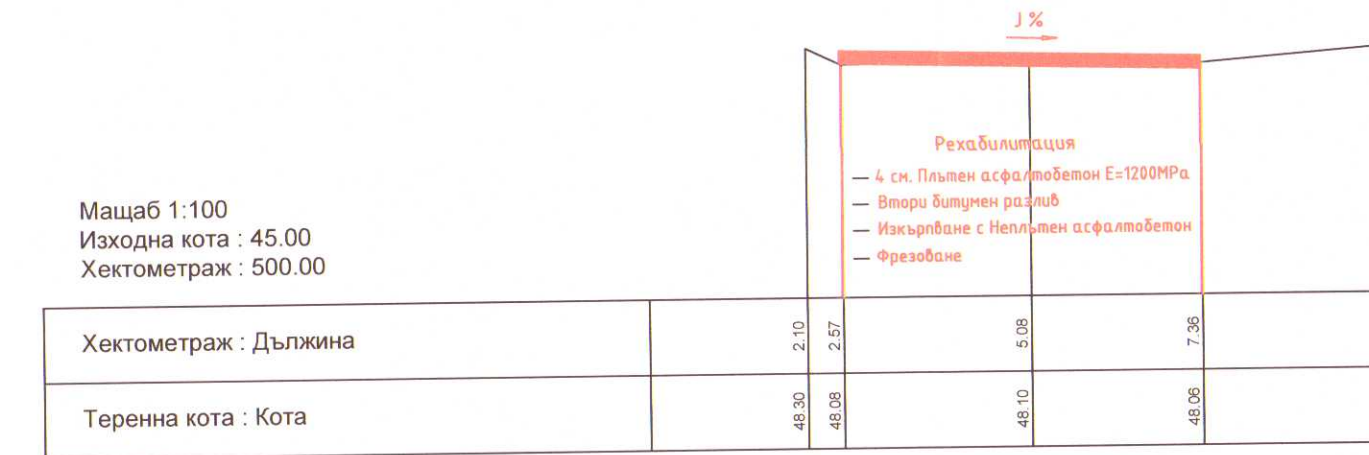 J %
Рехабилитация
— 4 см. Плътен асфалтобетон E=1200MPa
— Втори битумен разлив
— Изкърпване с Неплътен асфалтобетон
— Фрезоване
Мащаб 1:100
Изходна кота : 45.00
Хектометраж : 500.00
Хектометраж : Дължина 2.10 2.57 5.08 7.36
Теренна кота : Кота 48.30 48.08 48.10 48.06